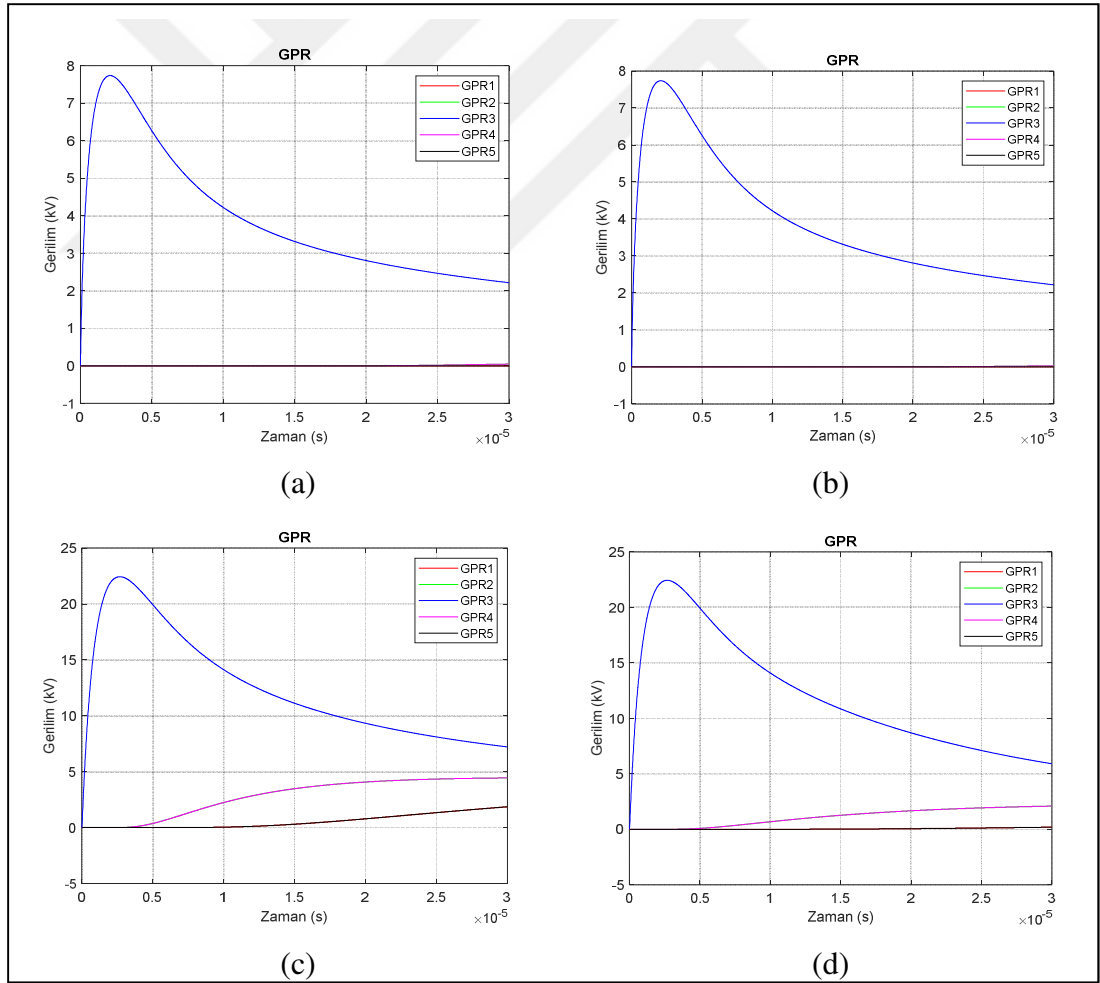 GPR
8
7
6
5
4
3
2
1
0
-1
Gerilim (kV)
GPR1
GPR2
GPR3
GPR4
GPR5
0 0.5 1 1.5 2 2.5 3
Zaman (s)
×10⁻⁵
(a)
GPR
8
7
6
5
4
3
2
1
0
-1
Gerilim (kV)
GPR1
GPR2
GPR3
GPR4
GPR5
0 0.5 1 1.5 2 2.5 3
Zaman (s)
×10⁻⁵
(b)
GPR
25
20
15
10
5
0
-5
Gerilim (kV)
GPR1
GPR2
GPR3
GPR4
GPR5
0 0.5 1 1.5 2 2.5 3
Zaman (s)
×10⁻⁵
(c)
GPR
25
20
15
10
5
0
-5
Gerilim (kV)
GPR1
GPR2
GPR3
GPR4
GPR5
0 0.5 1 1.5 2 2.5 3
Zaman (s)
×10⁻⁵
(d)